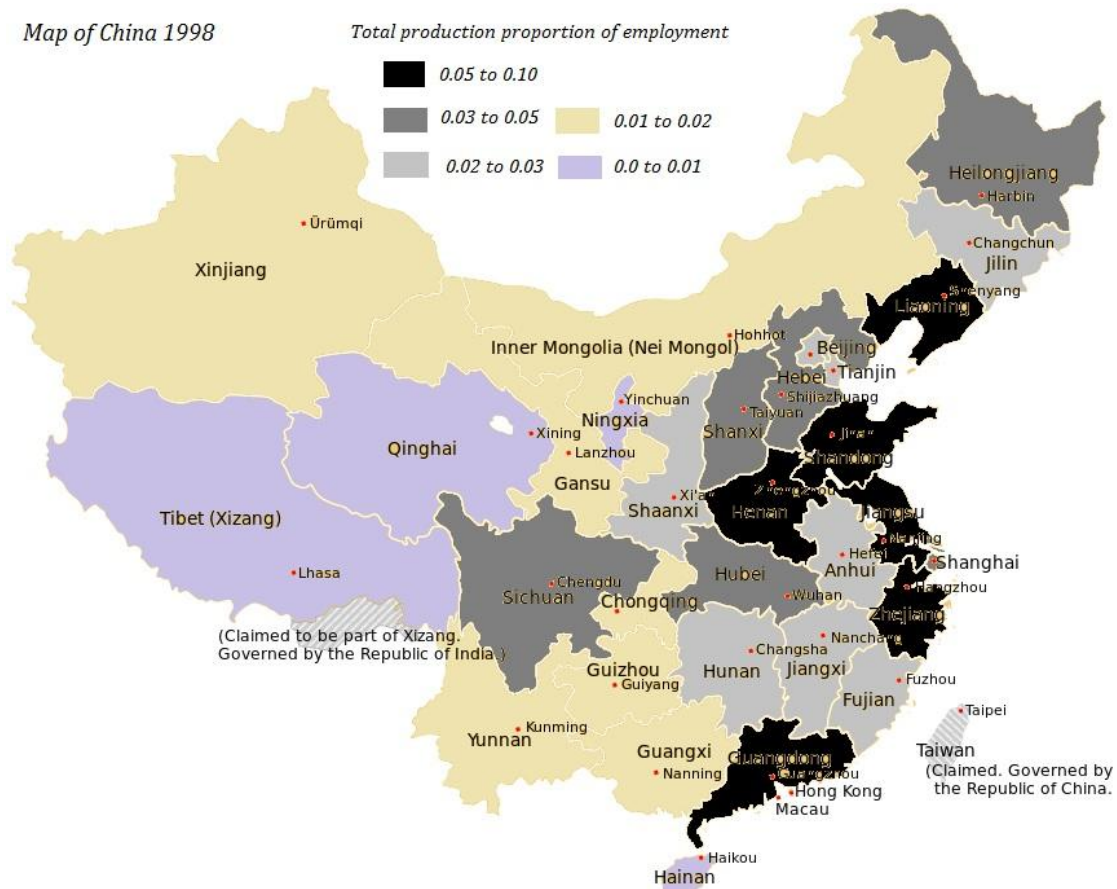 Map of China 1998
Total production proportion of employment
0.05 to 0.10
0.03 to 0.05
0.01 to 0.02
0.02 to 0.03
0.0 to 0.01
Heilongjiang
Harbin
Ürümqi
Changchun
Jilin
Xinjiang
Liaoning
Hohhot
Inner Mongolia (Nei Mongol)
Beijing
Tianjin
Hebei
Shijiazhuang
Yinchuan
Taiyuan
Ningxia
Shanxi
Xining
Qinghai
Lanzhou
Shandong
Gansu
Xi'a
Shaanxi
Henan
Jiangsu
Tibet (Xizang)
Hefei
Shanghai
Anhui
Lhasa
Hubei
Chengdu
Sichuan
Wuhan
Hangzhou
Chongqing
Zhejiang
(Claimed to be part of Xizang.
Governed by the Republic of India.)
Nanchang
Changsha
Hunan
Jiangxi
Guizhou
Guiyang
Fuzhou
Fujian
Taipei
Kunming
Yunnan
Guangxi
Nanning
Guangdong
Taiwan
(Claimed. Governed by
the Republic of China.
Hong Kong
Macau
Haikou
Hainan